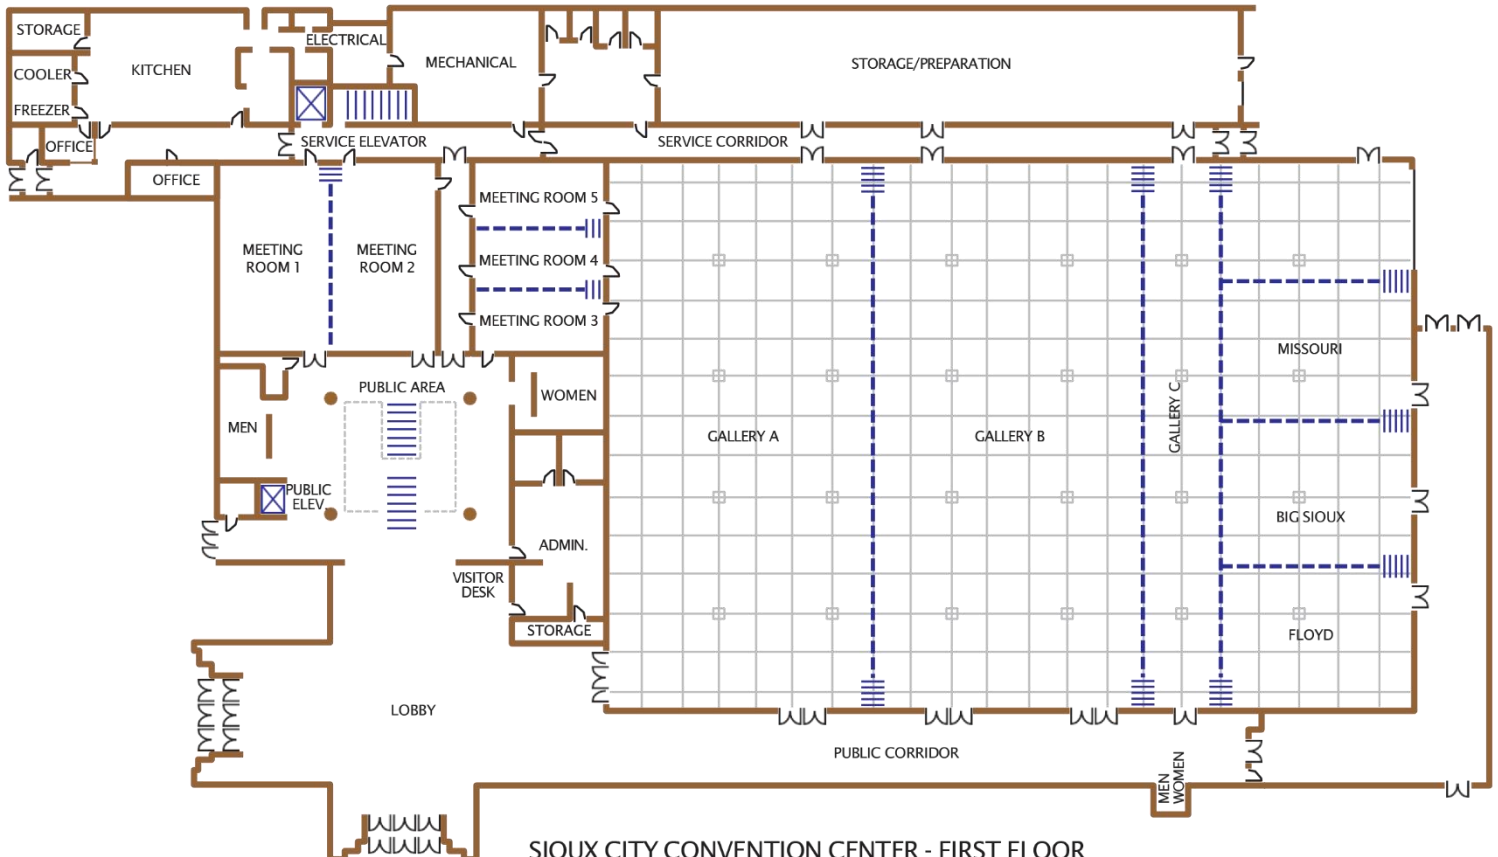 STORAGE
ELECTRICAL
KITCHEN
MECHANICAL
STORAGE/PREPARATION
COOLER
FREEZER
OFFICE
SERVICE ELEVATOR
SERVICE CORRIDOR
OFFICE
MEETING ROOM 5
MEETING
ROOM 1
MEETING
ROOM 2
MEETING ROOM 4
MEETING ROOM 3
MISSOURI
PUBLIC AREA
WOMEN
MEN
GALLERY A
GALLERY B
GALLERY C
PUBLIC
ELEV.
BIG SIOUX
ADMIN.
VISITOR
DESK
STORAGE
FLOYD
LOBBY
PUBLIC CORRIDOR
MEN
WOMEN
SIOUX CITY CONVENTION CENTER - FIRST FLOOR